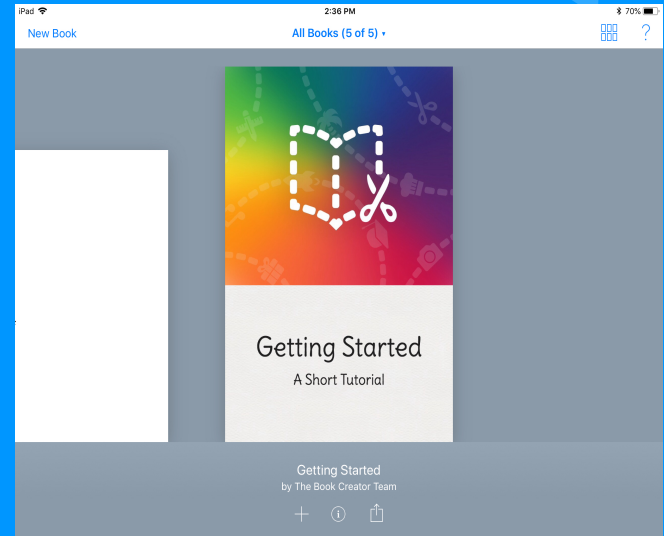 iPad 2:36 PM 70%
New Book All Books (5 of 5) ▾ ?
Getting Started
A Short Tutorial
Getting Started
by The Book Creator Team